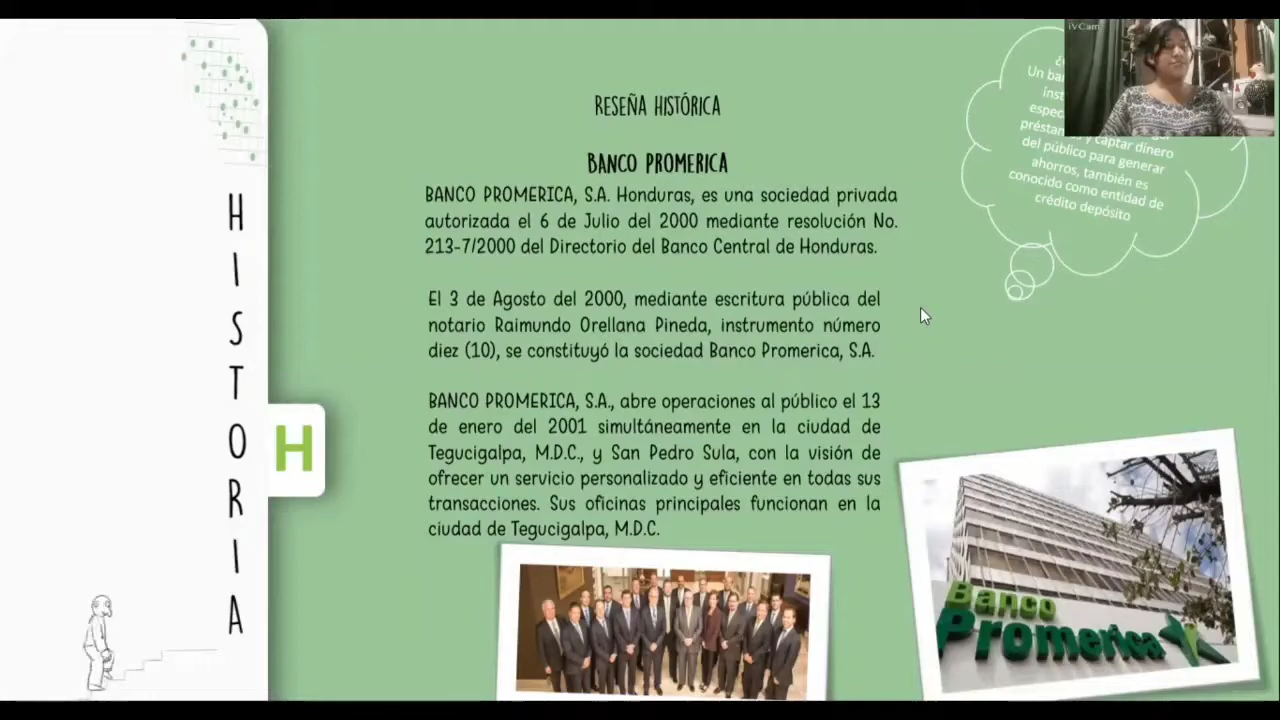 iVCam
RESEÑA HISTÓRICA
BANCO PROMERICA
BANCO PROMERICA, S.A. Honduras, es una sociedad privada
autorizada el 6 de Julio del 2000 mediante resolución No.
213-7/2000 del Directorio del Banco Central de Honduras.
El 3 de Agosto del 2000, mediante escritura pública del
notario Raimundo Orellana Pineda, instrumento número
diez (10), se constituyó la sociedad Banco Promerica, S.A.
BANCO PROMERICA, S.A., abre operaciones al público el 13
de enero del 2001 simultáneamente en la ciudad de
Tegucigalpa, M.D.C., y San Pedro Sula, con la visión de
ofrecer un servicio personalizado y eficiente en todas sus
transacciones. Sus oficinas principales funcionan en la
ciudad de Tegucigalpa, M.D.C.
HISTORIA
H
Un
y captar dinero
del público para generar
ahorros, también es
conocido como entidad de
crédito depósito
Banco
Promerica